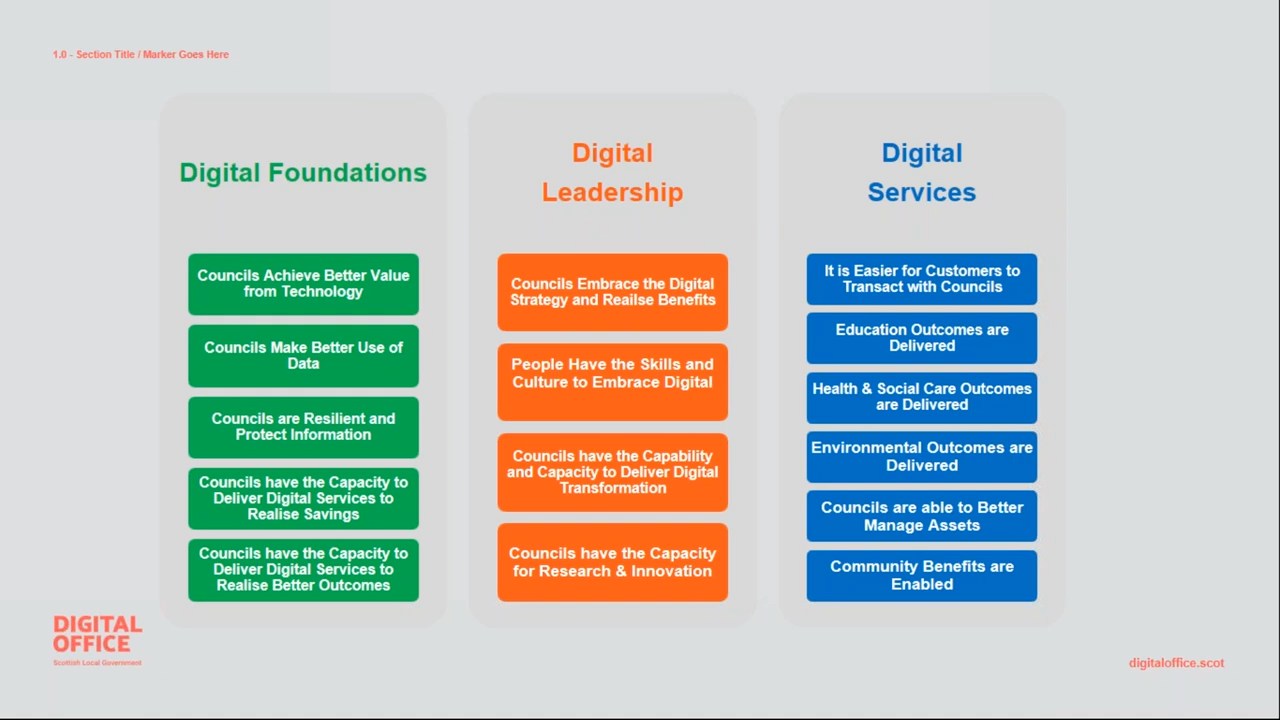 1.0 - Section Title / Marker Goes Here
Digital Foundations
Councils Achieve Better Value
from Technology
Councils Make Better Use of
Data
Councils are Resilient and
Protect Information
Councils have the Capacity to
Deliver Digital Services to
Realise Savings
Councils have the Capacity to
Deliver Digital Services to
Realise Better Outcomes
Digital
Leadership
Councils Embrace the Digital
Strategy and Reailse Benefits
People Have the Skills and
Culture to Embrace Digital
Councils have the Capability
and Capacity to Deliver Digital
Transformation
Councils have the Capacity
for Research & Innovation
Digital
Services
It is Easier for Customers to
Transact with Councils
Education Outcomes are
Delivered
Health & Social Care Outcomes
are Delivered
Environmental Outcomes are
Delivered
Councils are able to Better
Manage Assets
Community Benefits are
Enabled
DIGITAL
OFFICE
Scottish Local Government
digitaloffice.scot